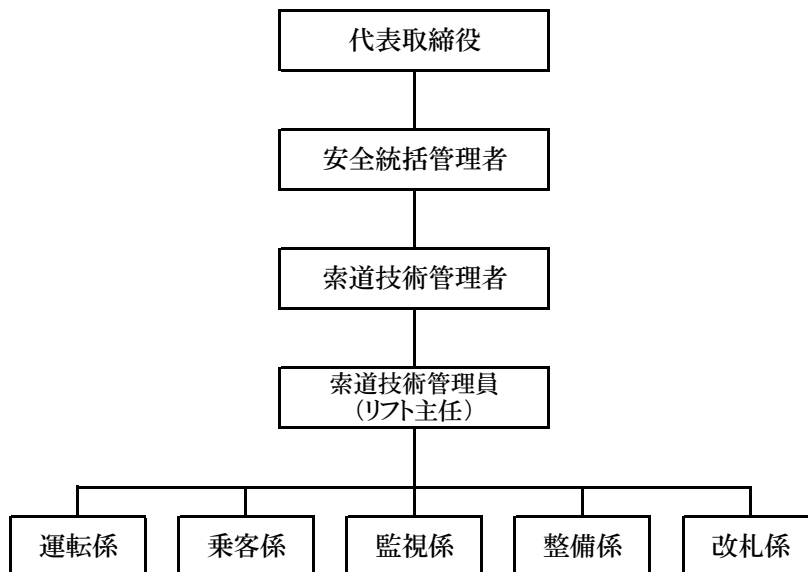 代表取締役
安全統括管理者
索道技術管理者
索道技術管理員
（リフト主任）
運転係
乗客係
監視係
整備係
改札係